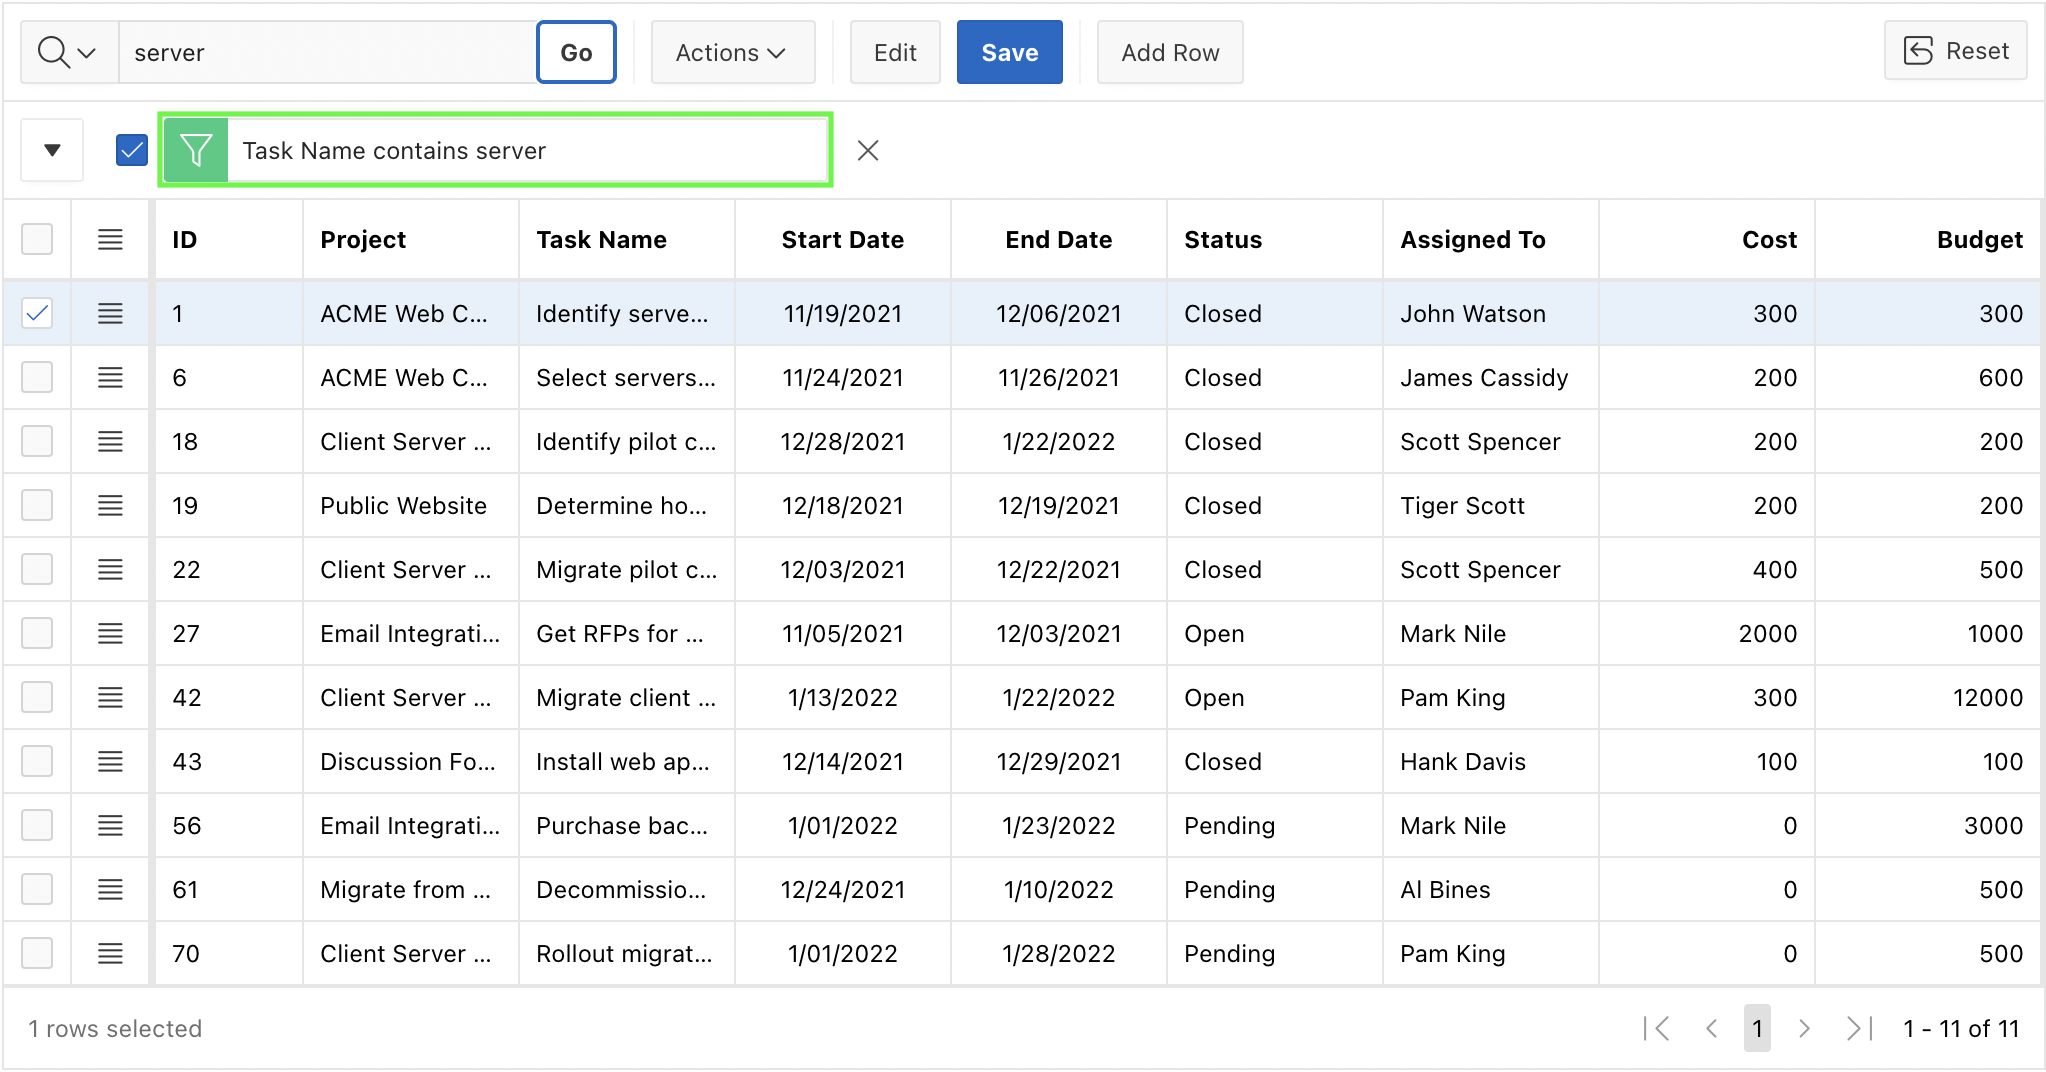 server Go Actions Edit Save Add Row Reset
Task Name contains server
ID Project Task Name Start Date End Date Status Assigned To Cost Budget
1 ACME Web C... Identify serve... 11/19/2021 12/06/2021 Closed John Watson 300 300
6 ACME Web C... Select servers... 11/24/2021 11/26/2021 Closed James Cassidy 200 600
18 Client Server ... Identify pilot c... 12/28/2021 1/22/2022 Closed Scott Spencer 200 200
19 Public Website Determine ho... 12/18/2021 12/19/2021 Closed Tiger Scott 200 200
22 Client Server ... Migrate pilot c... 12/03/2021 12/22/2021 Closed Scott Spencer 400 500
27 Email Integrati... Get RFPs for ... 11/05/2021 12/03/2021 Open Mark Nile 2000 1000
42 Client Server ... Migrate client ... 1/13/2022 1/22/2022 Open Pam King 300 12000
43 Discussion Fo... Install web ap... 12/14/2021 12/29/2021 Closed Hank Davis 100 100
56 Email Integrati... Purchase bac... 1/01/2022 1/23/2022 Pending Mark Nile 0 3000
61 Migrate from ... Decommissio... 12/24/2021 1/10/2022 Pending Al Bines 0 500
70 Client Server ... Rollout migrat... 1/01/2022 1/28/2022 Pending Pam King 0 500
1 rows selected 1 1 - 11 of 11